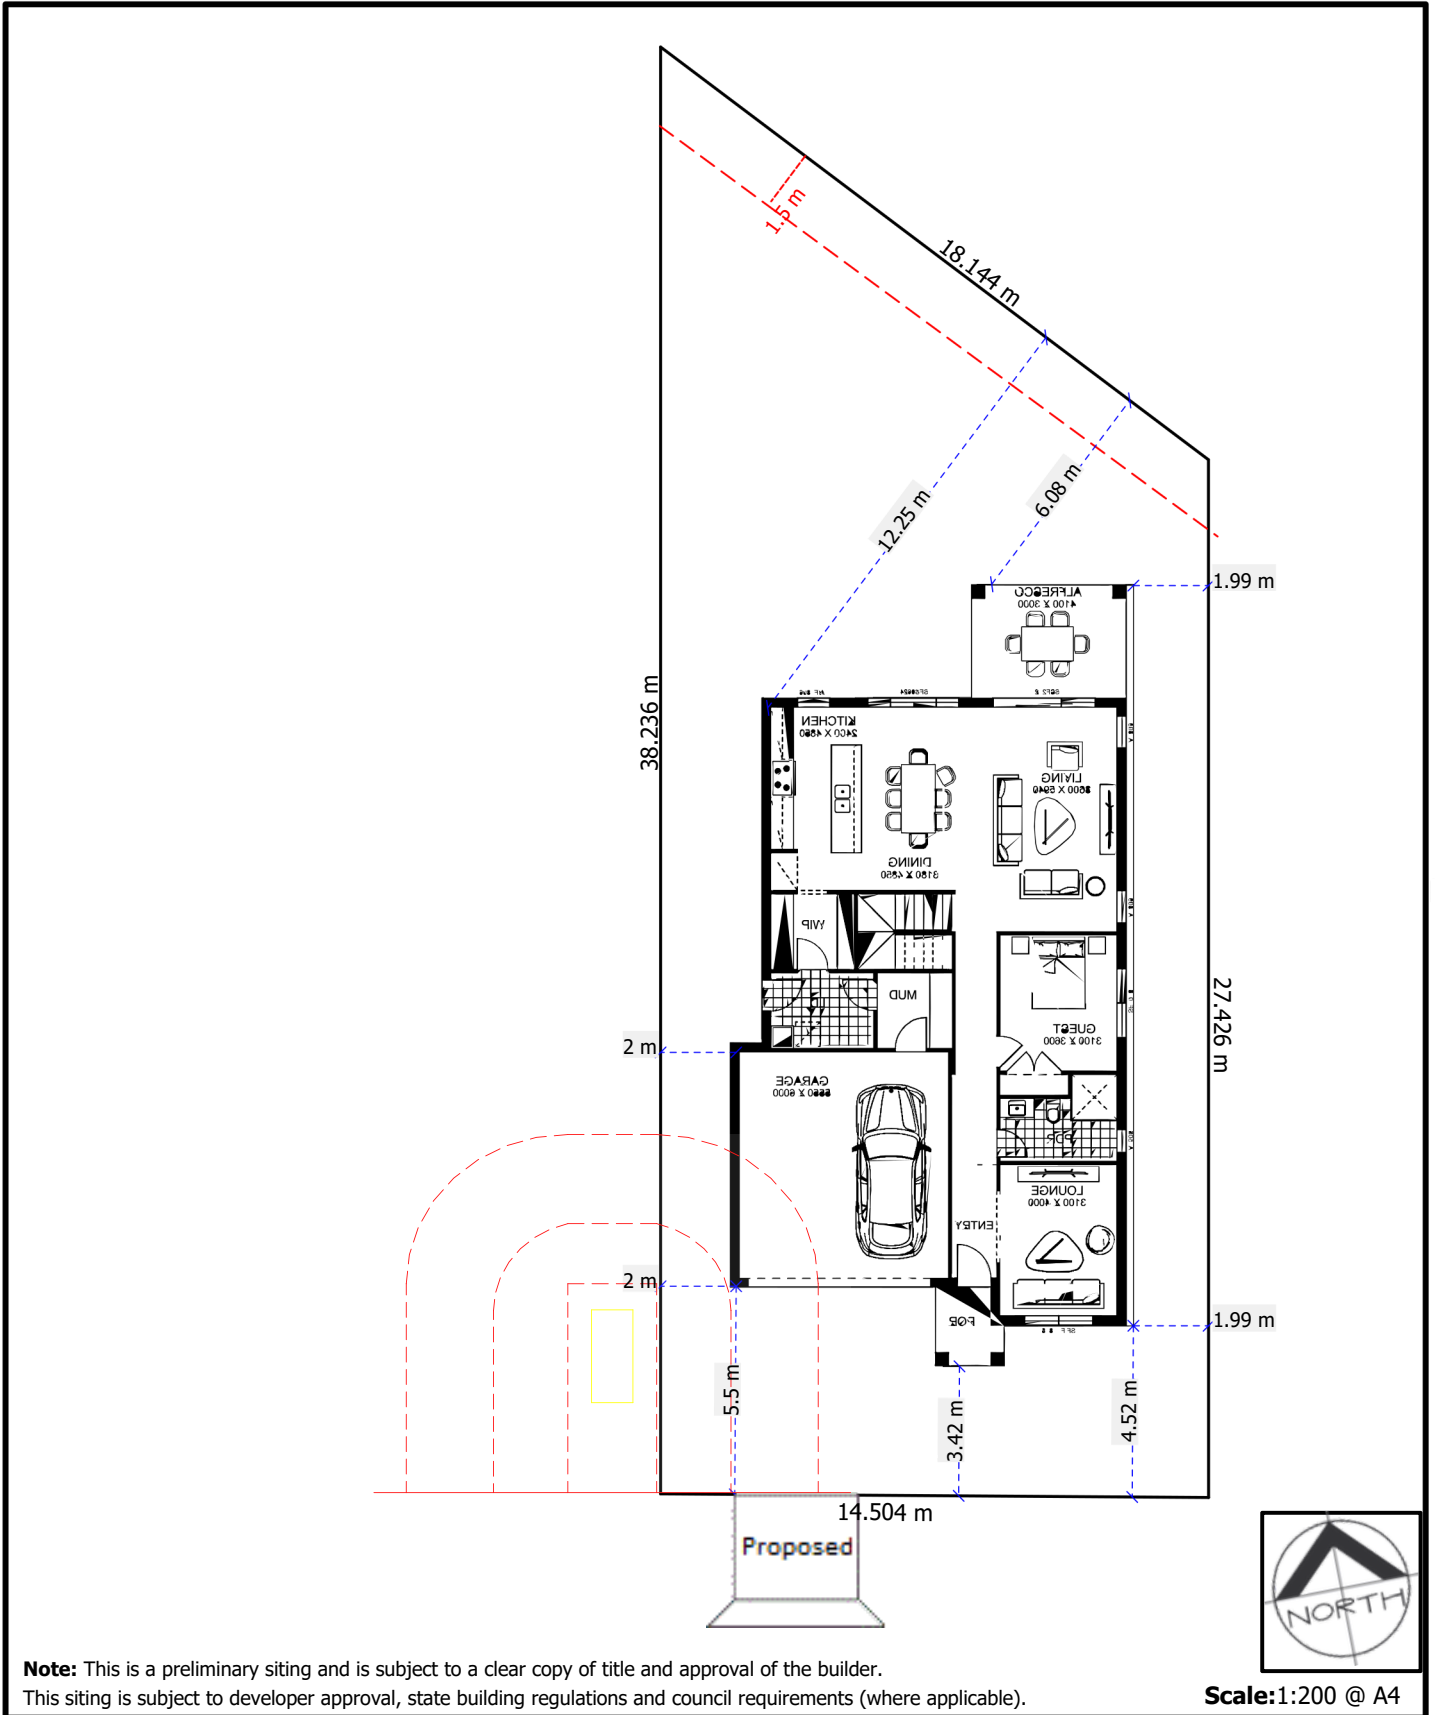 1.5 m
18.144 m
12.25 m
6.08 m
1.99 m
ALFRESCO
4100 X 3000
38.236 m
KITCHEN
2400 X 4850
LIVING
DINING
3180 X 4850
WIP
MUD
27.426 m
GUEST
3100 X 3600
2 m
GARAGE
5550 X 6000
PDR
LOUNGE
3100 X 4000
ENTRY
2 m
POR
1.99 m
5.5 m
3.42 m
4.52 m
14.504 m
Proposed
NORTH
Note: This is a preliminary siting and is subject to a clear copy of title and approval of the builder.
This siting is subject to developer approval, state building regulations and council requirements (where applicable).
Scale:1:200 @ A4